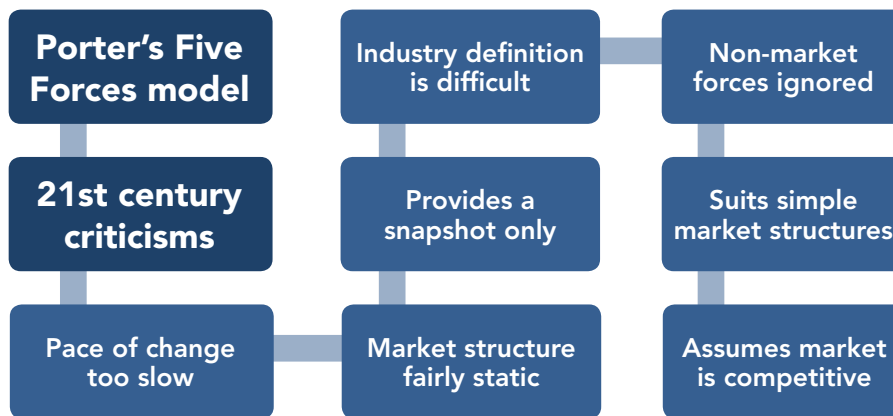 Porter’s Five
Forces model
21st century
criticisms
Pace of change
too slow
Market structure
fairly static
Provides a
snapshot only
Industry definition
is difficult
Non-market
forces ignored
Suits simple
market structures
Assumes market
is competitive